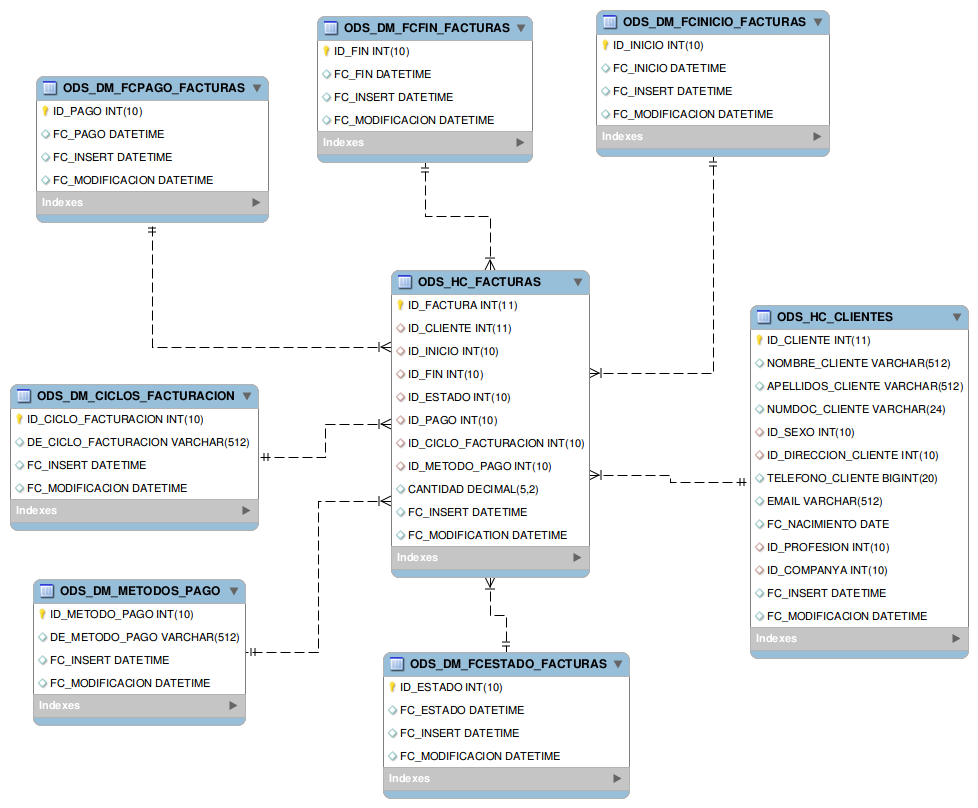 ODS_DM_FCPAGO_FACTURAS
ID_PAGO INT(10)
FC_PAGO DATETIME
FC_INSERT DATETIME
FC_MODIFICACION DATETIME
Indexes
ODS_DM_FCFIN_FACTURAS
ID_FIN INT(10)
FC_FIN DATETIME
FC_INSERT DATETIME
FC_MODIFICACION DATETIME
Indexes
ODS_DM_FCINICIO_FACTURAS
ID_INICIO INT(10)
FC_INICIO DATETIME
FC_INSERT DATETIME
FC_MODIFICACION DATETIME
Indexes
ODS_HC_FACTURAS
ID_FACTURA INT(11)
ID_CLIENTE INT(11)
ID_INICIO INT(10)
ID_FIN INT(10)
ID_ESTADO INT(10)
ID_PAGO INT(10)
ID_CICLO_FACTURACION INT(10)
ID_METODO_PAGO INT(10)
CANTIDAD DECIMAL(5,2)
FC_INSERT DATETIME
FC_MODIFICATION DATETIME
Indexes
ODS_HC_CLIENTES
ID_CLIENTE INT(11)
NOMBRE_CLIENTE VARCHAR(512)
APELLIDOS_CLIENTE VARCHAR(512)
NUMDOC_CLIENTE VARCHAR(24)
ID_SEXO INT(10)
ID_DIRECCION_CLIENTE INT(10)
TELEFONO_CLIENTE BIGINT(20)
EMAIL VARCHAR(512)
FC_NACIMIENTO DATE
ID_PROFESION INT(10)
ID_COMPANYA INT(10)
FC_INSERT DATETIME
FC_MODIFICACION DATETIME
Indexes
ODS_DM_CICLOS_FACTURACION
ID_CICLO_FACTURACION INT(10)
DE_CICLO_FACTURACION VARCHAR(512)
FC_INSERT DATETIME
FC_MODIFICACION DATETIME
Indexes
ODS_DM_METODOS_PAGO
ID_METODO_PAGO INT(10)
DE_METODO_PAGO VARCHAR(512)
FC_INSERT DATETIME
FC_MODIFICACION DATETIME
Indexes
ODS_DM_FCESTADO_FACTURAS
ID_ESTADO INT(10)
FC_ESTADO DATETIME
FC_INSERT DATETIME
FC_MODIFICACION DATETIME
Indexes